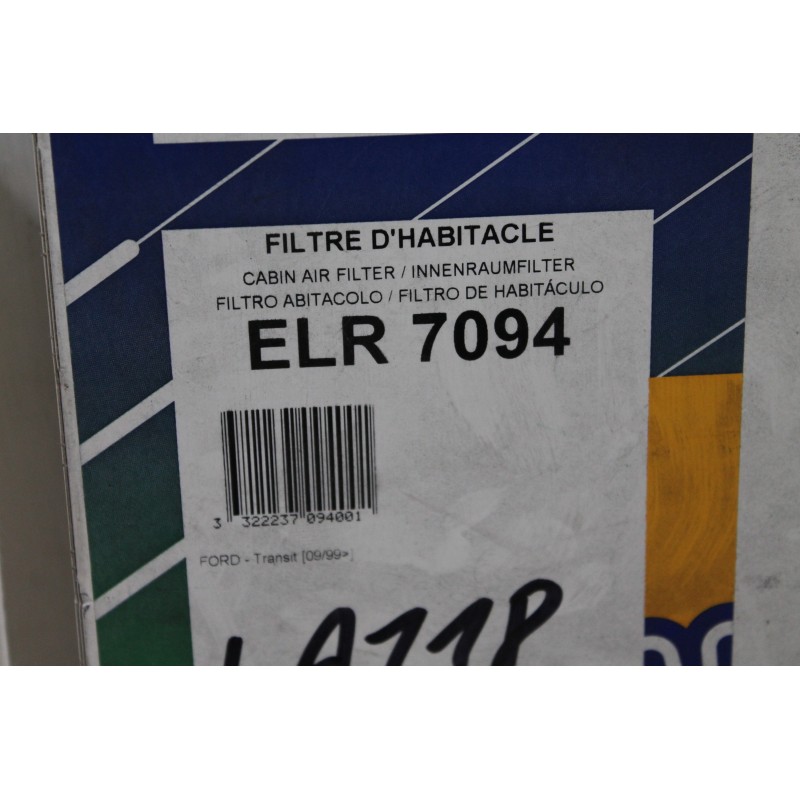 FILTRE D'HABITACLE
CABIN AIR FILTER / INNENRAUMFILTER
FILTRO ABITACOLO / FILTRO DE HABITÁCULO
ELR 7094
3 322237 094001
FORD - Transit [09/99>]